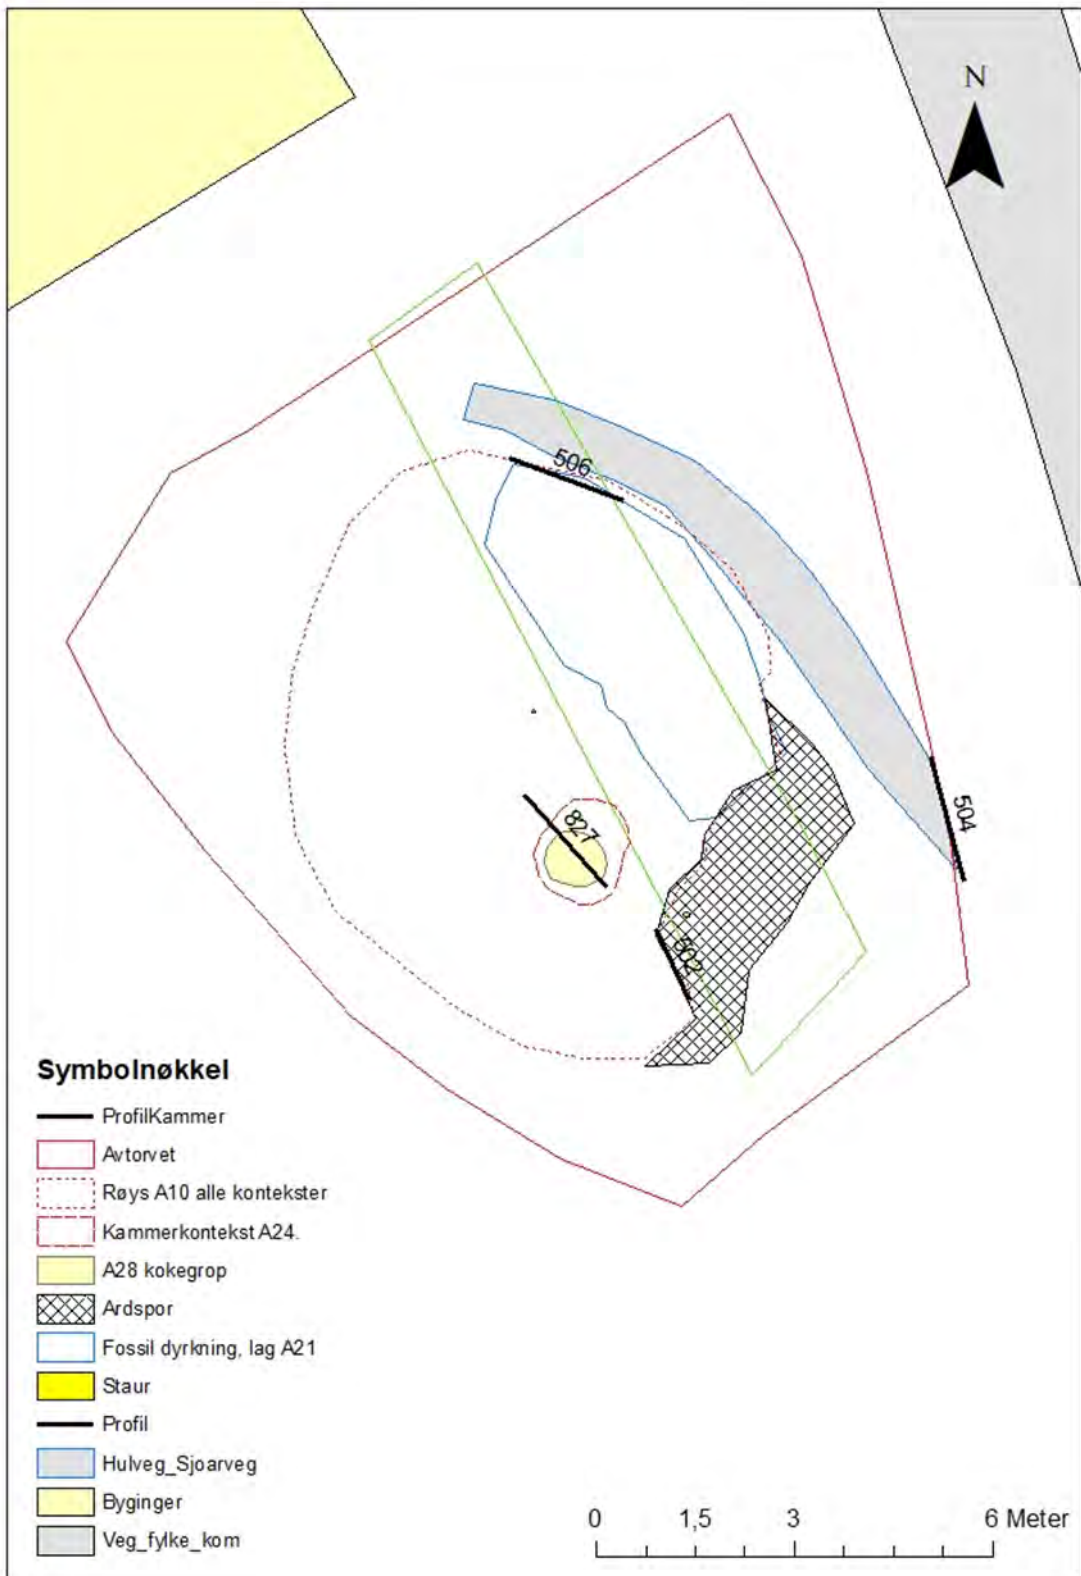 N
506
504
827
502
Symbolnøkkel
ProfilKammer
Avtorvet
Røys A10 alle kontekster
Kammerkontekst A24.
A28 kokegrop
Ardspor
Fossil dyrkning, lag A21
Staur
Profil
Hulveg_Sjoarveg
Byginger
Veg_fylke_kom
0 1,5 3 6 Meter